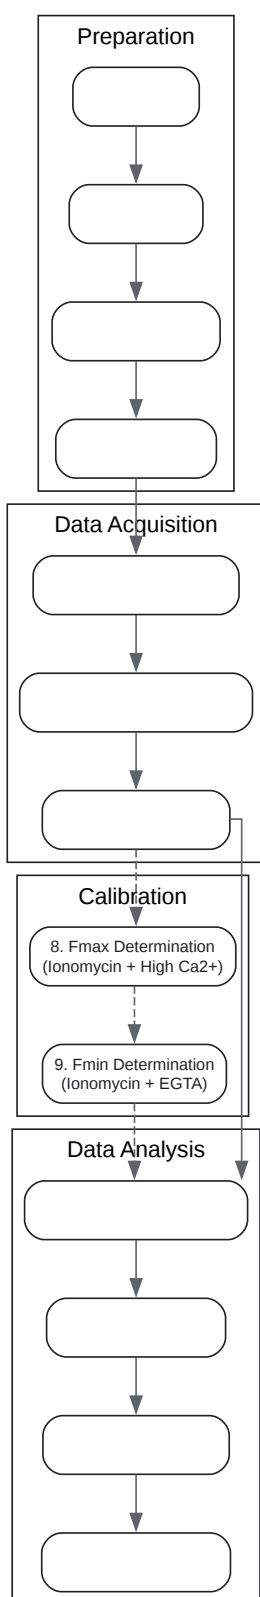 Preparation
Data Acquisition
Calibration
8. Fmax Determination
(Ionomycin + High Ca2+)
9. Fmin Determination
(Ionomycin + EGTA)
Data Analysis